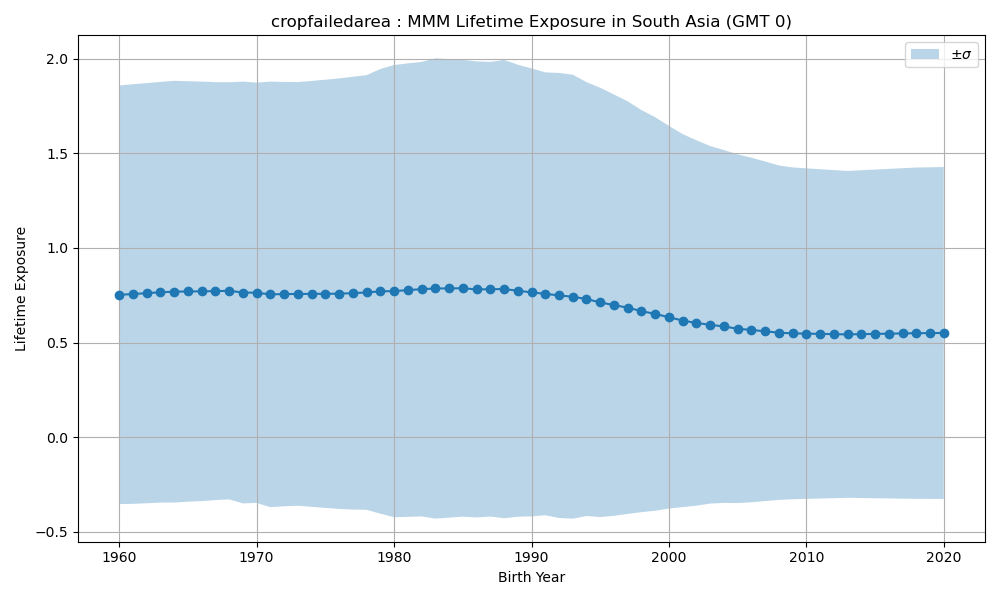 cropfailedarea : MMM Lifetime Exposure in South Asia (GMT 0)
±σ
2.0
1.5
1.0
0.5
0.0
−0.5
Lifetime Exposure
1960 1970 1980 1990 2000 2010 2020
Birth Year